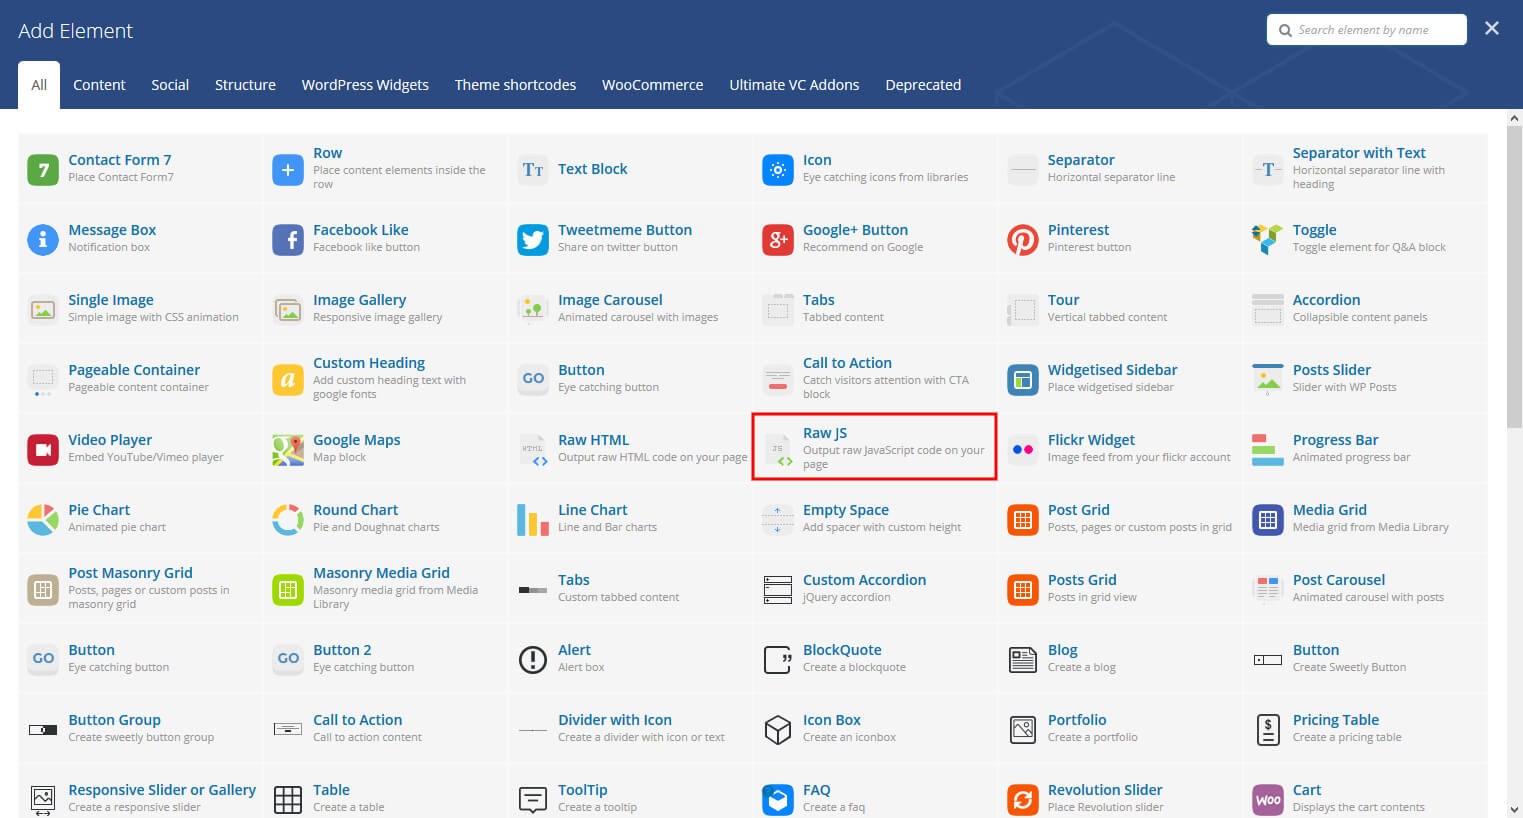 Add Element
Search element by name
All Content Social Structure WordPress Widgets Theme shortcodes WooCommerce Ultimate VC Addons Deprecated
7
Contact Form 7
Place Contact Form7
Row
Place content elements inside the
row
TT
Text Block
Icon
Eye catching icons from libraries
Separator
Horizontal separator line
T
Separator with Text
Horizontal separator line with
heading
i
Message Box
Notification box
f
Facebook Like
Facebook like button
Tweetmeme Button
Share on twitter button
g+
Google+ Button
Recommend on Google
Pinterest
Pinterest button
Toggle
Toggle element for Q&A block
Single Image
Simple image with CSS animation
Image Gallery
Responsive image gallery
Image Carousel
Animated carousel with images
Tabs
Tabbed content
Tour
Vertical tabbed content
Accordion
Collapsible content panels
Pageable Container
Pageable content container
a
Custom Heading
Add custom heading text with
google fonts
GO
Button
Eye catching button
Call to Action
Catch visitors attention with CTA
block
Widgetised Sidebar
Place widgetised sidebar
Posts Slider
Slider with WP Posts
Video Player
Embed YouTube/Vimeo player
Google Maps
Map block
HTML
Raw HTML
Output raw HTML code on your page
JS
Raw JS
Output raw JavaScript code on your
page
Flickr Widget
Image feed from your flickr account
Progress Bar
Animated progress bar
Pie Chart
Animated pie chart
Round Chart
Pie and Doughnat charts
Line Chart
Line and Bar charts
Empty Space
Add spacer with custom height
Post Grid
Posts, pages or custom posts in grid
Media Grid
Media grid from Media Library
Post Masonry Grid
Posts, pages or custom posts in
masonry grid
Masonry Media Grid
Masonry media grid from Media
Library
Tabs
Custom tabbed content
Custom Accordion
jQuery accordion
Posts Grid
Posts in grid view
Post Carousel
Animated carousel with posts
GO
Button
Eye catching button
GO
Button 2
Eye catching button
Alert
Alert box
BlockQuote
Create a blockquote
Blog
Create a blog
Button
Create Sweetly Button
Button Group
Create sweetly button group
Call to Action
Call to action content
Divider with Icon
Create a divider with icon or text
Icon Box
Create an iconbox
Portfolio
Create a portfolio
$
Pricing Table
Create a pricing table
Responsive Slider or Gallery
Create a responsive slider
Table
Create a table
ToolTip
Create a tooltip
FAQ
Create a faq
Revolution Slider
Place Revolution slider
Woo
Cart
Displays the cart contents